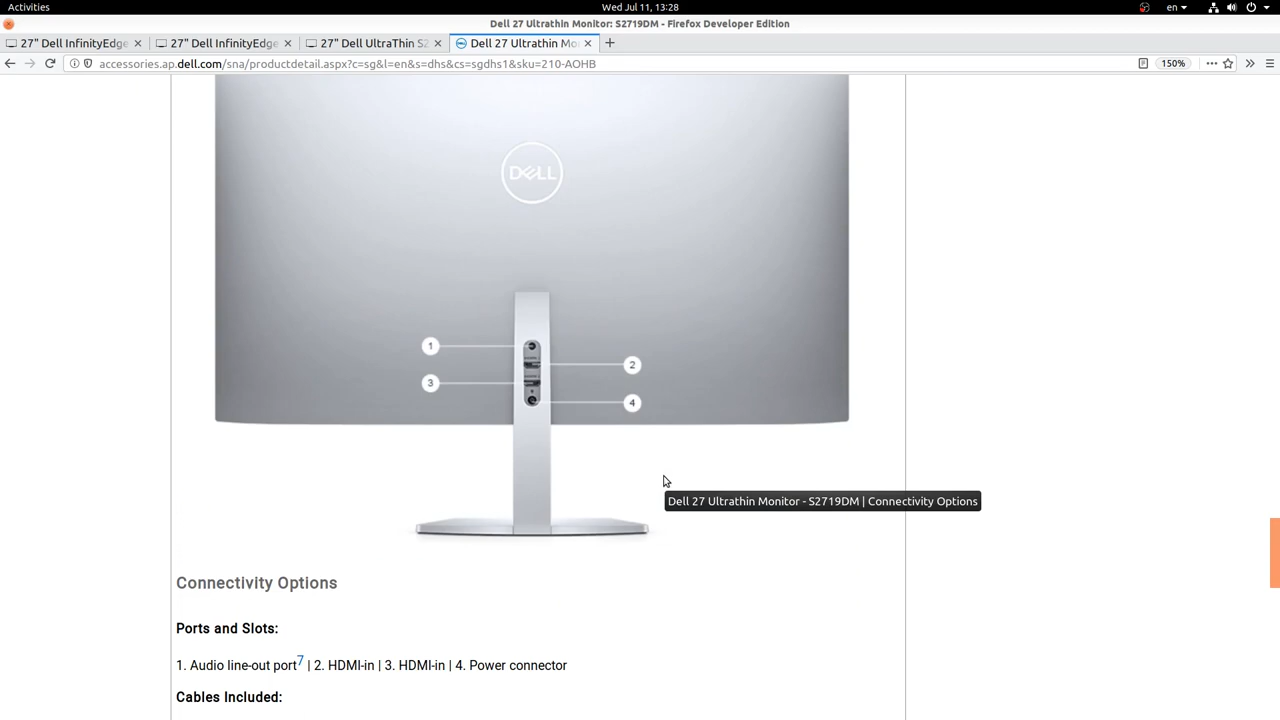 Activities
Wed Jul 11, 13:28
en
Dell 27 Ultrathin Monitor: S2719DM - Firefox Developer Edition
27" Dell InfinityEdge
27" Dell InfinityEdge
27" Dell UltraThin S2
Dell 27 Ultrathin Mo
accessories.ap.dell.com/sna/productdetail.aspx?c=sg&l=en&s=dhs&cs=sgdhs1&sku=210-AOHB
150%
DELL
1
2
3
4
Dell 27 Ultrathin Monitor - S2719DM | Connectivity Options
Connectivity Options
Ports and Slots:
1. Audio line-out port7 | 2. HDMI-in | 3. HDMI-in | 4. Power connector
Cables Included: